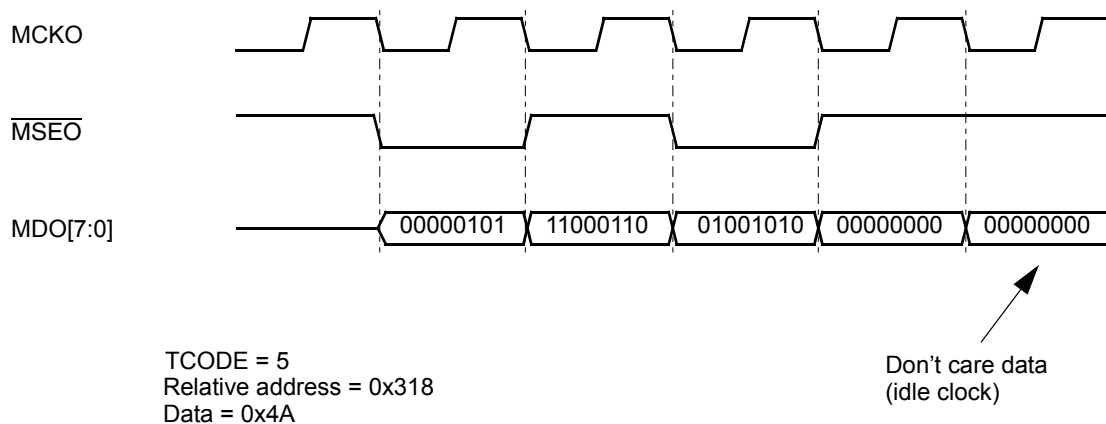 MCKO
MSEO
MDO[7:0]
00000101 11000110 01001010 00000000 00000000
TCODE = 5
Relative address = 0x318
Data = 0x4A
Don't care data
(idle clock)